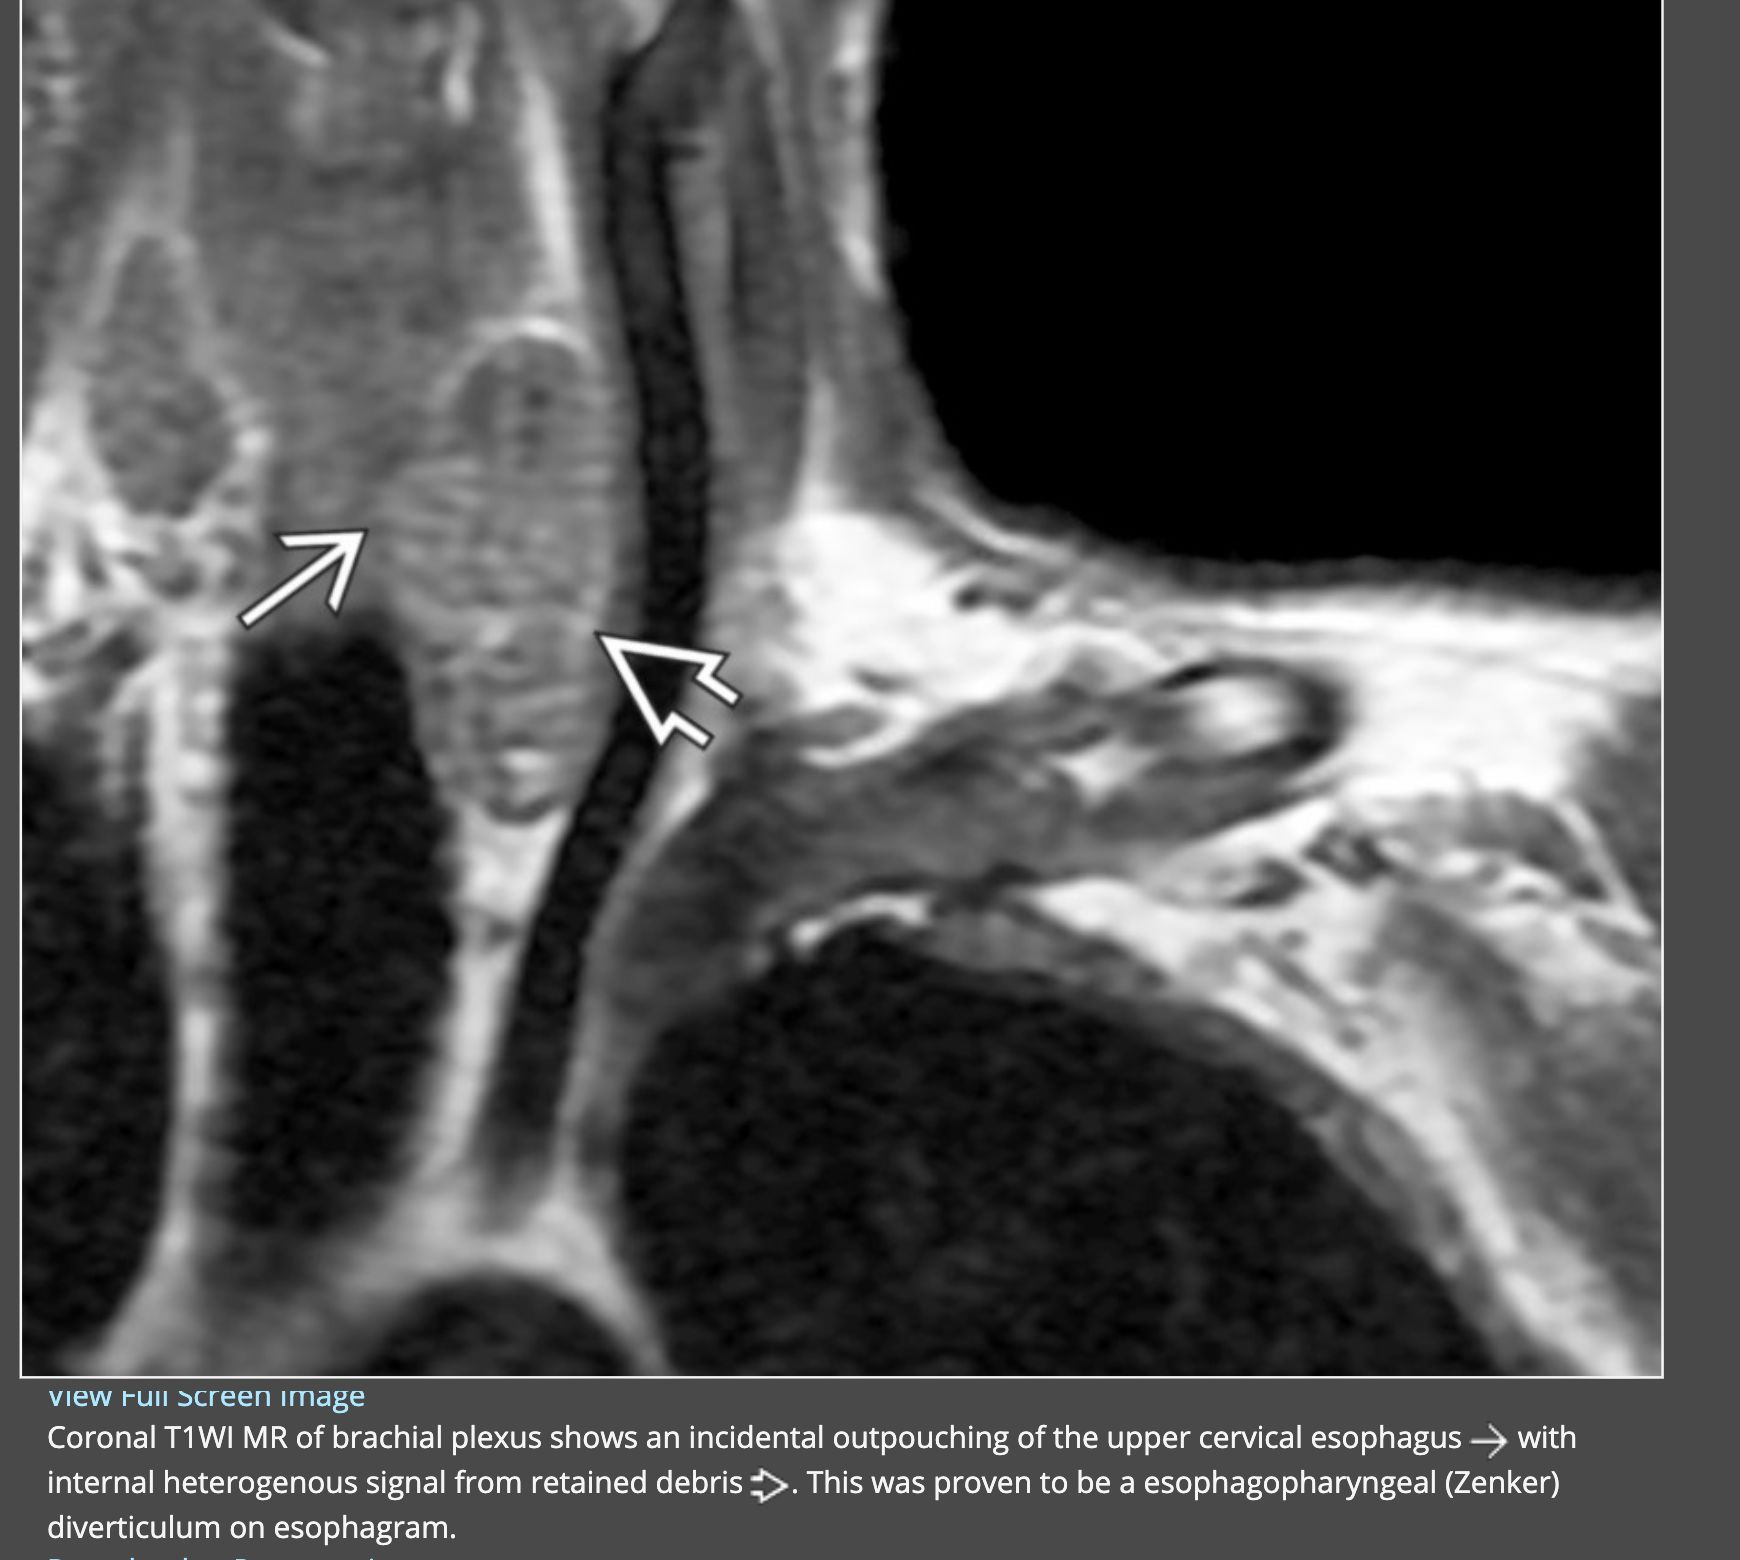 View Full Screen Image
Coronal T1WI MR of brachial plexus shows an incidental outpouching of the upper cervical esophagus → with
internal heterogenous signal from retained debris ⇨. This was proven to be a esophagopharyngeal (Zenker)
diverticulum on esophagram.